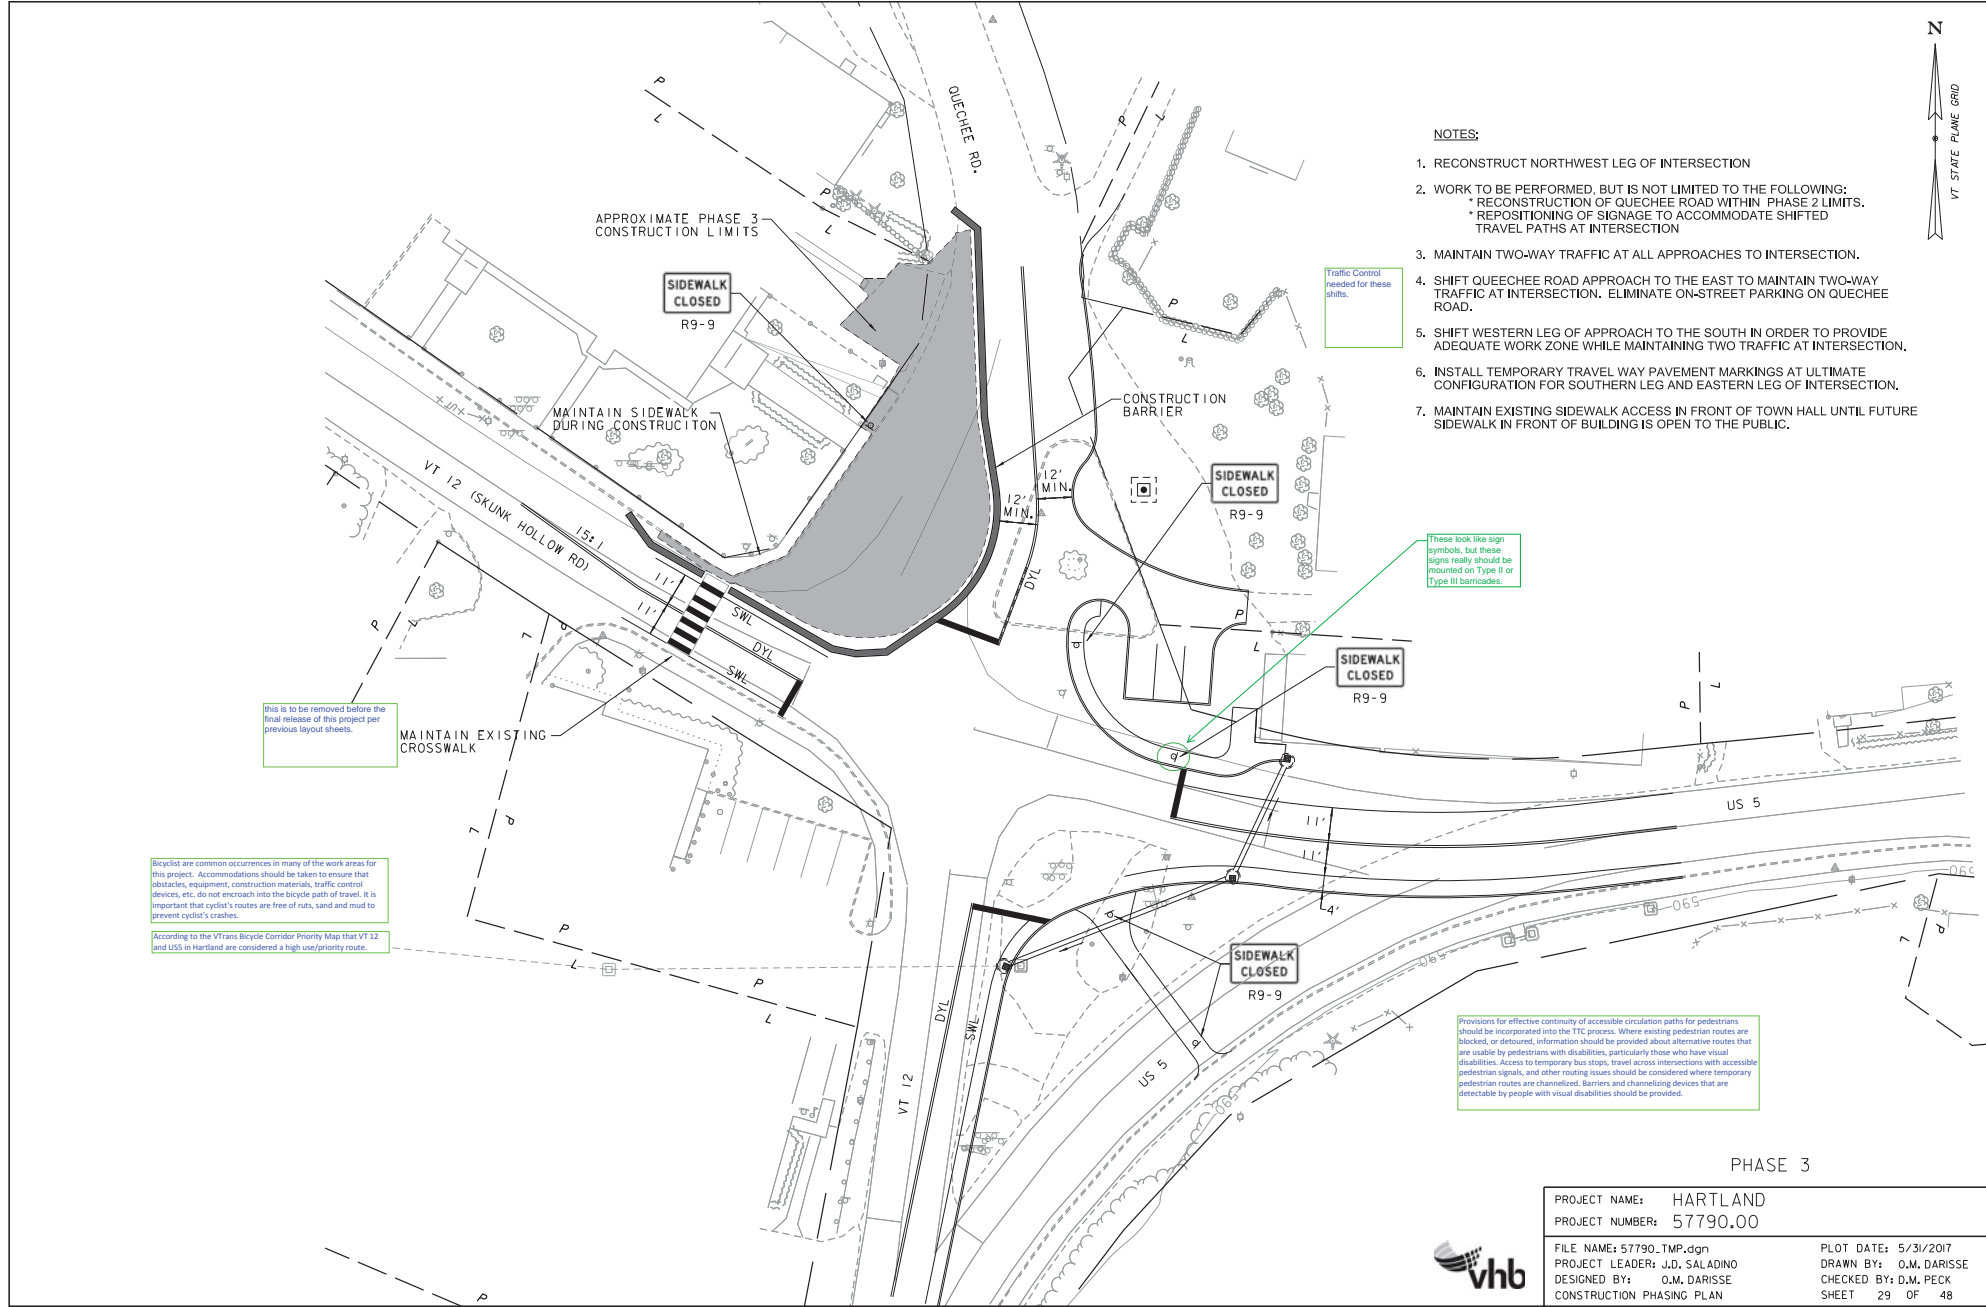 N
VT STATE PLANE GRID
NOTES:
1. RECONSTRUCT NORTHWEST LEG OF INTERSECTION
2. WORK TO BE PERFORMED, BUT IS NOT LIMITED TO THE FOLLOWING:
* RECONSTRUCTION OF QUECHEE ROAD WITHIN PHASE 2 LIMITS.
* REPOSITIONING OF SIGNAGE TO ACCOMMODATE SHIFTED
TRAVEL PATHS AT INTERSECTION
3. MAINTAIN TWO-WAY TRAFFIC AT ALL APPROACHES TO INTERSECTION.
4. SHIFT QUEECHEE ROAD APPROACH TO THE EAST TO MAINTAIN TWO-WAY
TRAFFIC AT INTERSECTION. ELIMINATE ON-STREET PARKING ON QUECHEE
ROAD.
5. SHIFT WESTERN LEG OF APPROACH TO THE SOUTH IN ORDER TO PROVIDE
ADEQUATE WORK ZONE WHILE MAINTAINING TWO TRAFFIC AT INTERSECTION.
6. INSTALL TEMPORARY TRAVEL WAY PAVEMENT MARKINGS AT ULTIMATE
CONFIGURATION FOR SOUTHERN LEG AND EASTERN LEG OF INTERSECTION.
7. MAINTAIN EXISTING SIDEWALK ACCESS IN FRONT OF TOWN HALL UNTIL FUTURE
SIDEWALK IN FRONT OF BUILDING IS OPEN TO THE PUBLIC.
Traffic Control
needed for these
shifts.
QUECHEE RD.
P
L
P
L
P
L
P
L
APPROXIMATE PHASE 3
CONSTRUCTION LIMITS
SIDEWALK
CLOSED
R9-9
MAINTAIN SIDEWALK
DURING CONSTRUCITON
CONSTRUCTION
BARRIER
12'
MIN.
12'
MIN.
SIDEWALK
CLOSED
R9-9
VT 12 (SKUNK HOLLOW RD)
15:1
11'
11'
SWL
DYL
SWL
DYL
These look like sign
symbols, but these
signs really should be
mounted on Type II or
Type III barricades.
P
L
P
L
P
L
SIDEWALK
CLOSED
R9-9
P
L
this is to be removed before the
final release of this project per
previous layout sheets.
MAINTAIN EXISTING
CROSSWALK
L
P
US 5
11'
11'
4'
Bicyclist are common occurrences in many of the work areas for
this project. Accommodations should be taken to ensure that
obstacles, equipment, construction materials, traffic control
devices, etc. do not encroach into the bicycle path of travel. It is
important that cyclist's routes are free of ruts, sand and mud to
prevent cyclist's crashes.
According to the VTrans Bicycle Corridor Priority Map that VT 12
and US5 in Hartland are considered a high use/priority route.
P
L
P
L
SIDEWALK
CLOSED
R9-9
590
590
590
590
L
P
DYL
SWL
VT 12
US 5
Provisions for effective continuity of accessible circulation paths for pedestrians
should be incorporated into the TTC process. Where existing pedestrian routes are
blocked, or detoured, information should be provided about alternative routes that
are usable by pedestrians with disabilities, particularly those who have visual
disabilities. Access to temporary bus stops, travel across intersections with accessible
pedestrian signals, and other routing issues should be considered where temporary
pedestrian routes are channelized. Barriers and channelizing devices that are
detectable by people with visual disabilities should be provided.
P
PHASE 3
PROJECT NAME: HARTLAND
PROJECT NUMBER: 57790.00
FILE NAME: 57790_TMP.dgn PLOT DATE: 5/31/2017
PROJECT LEADER: J.D. SALADINO DRAWN BY: O.M. DARISSE
DESIGNED BY: O.M. DARISSE CHECKED BY: D.M. PECK
CONSTRUCTION PHASING PLAN SHEET 29 OF 48
vhb